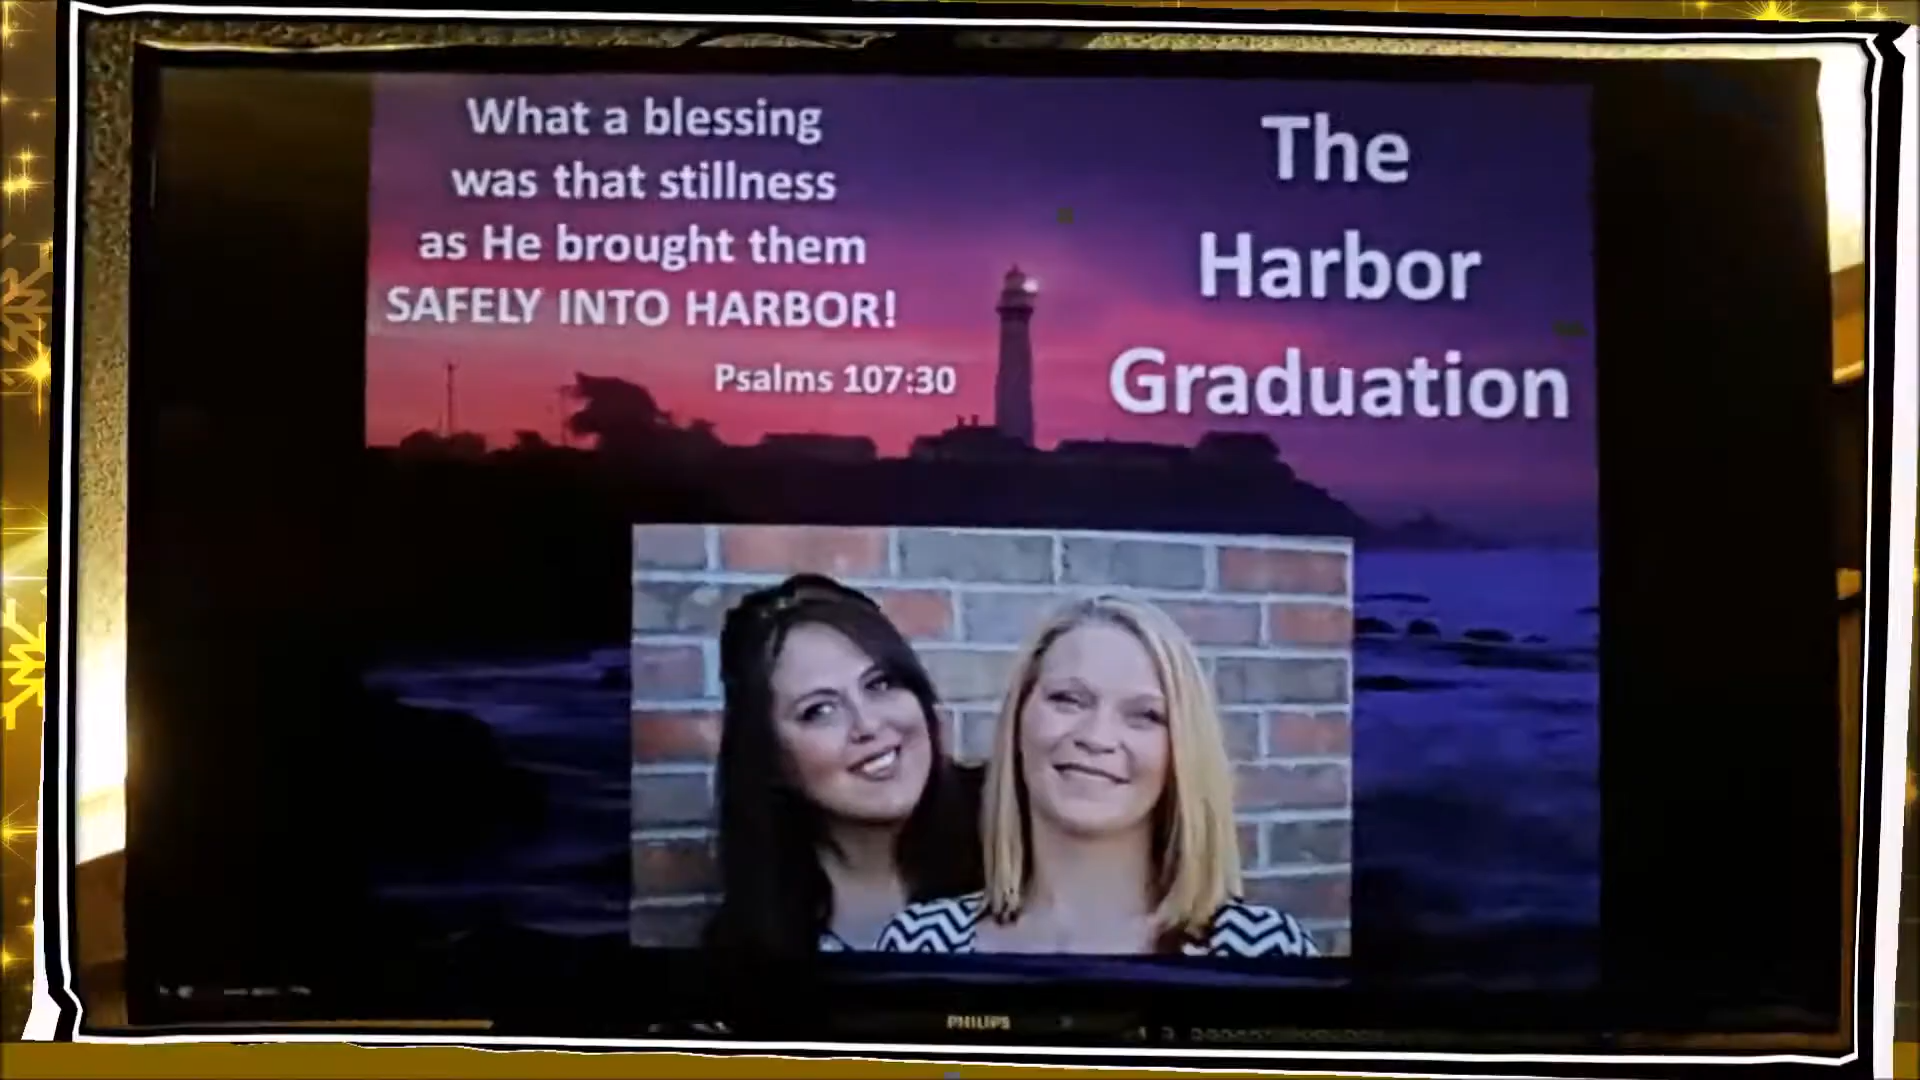 What a blessing
was that stillness
as He brought them
SAFELY INTO HARBOR!
Psalms 107:30
The
Harbor
Graduation
PHILIPS